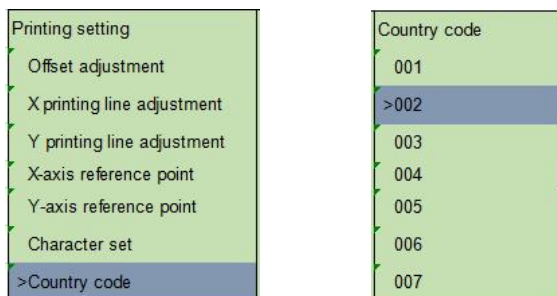 Printing setting
Offset adjustment
X printing line adjustment
Y printing line adjustment
X-axis reference point
Y-axis reference point
Character set
>Country code
Country code
001
>002
003
004
005
006
007